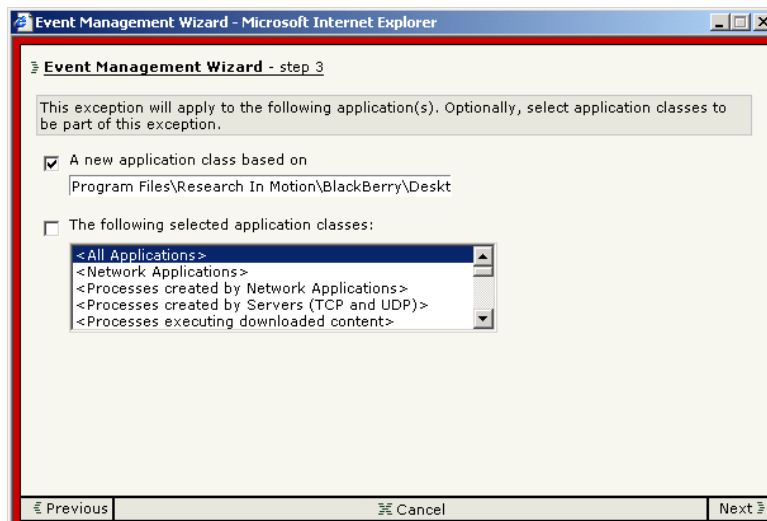 Event Management Wizard - Microsoft Internet Explorer
Event Management Wizard - step 3
This exception will apply to the following application(s). Optionally, select application classes to
be part of this exception.
A new application class based on
Program Files\Research In Motion\BlackBerry\Deskt
The following selected application classes:
<All Applications>
<Network Applications>
<Processes created by Network Applications>
<Processes created by Servers (TCP and UDP)>
<Processes executing downloaded content>
Previous
Cancel
Next